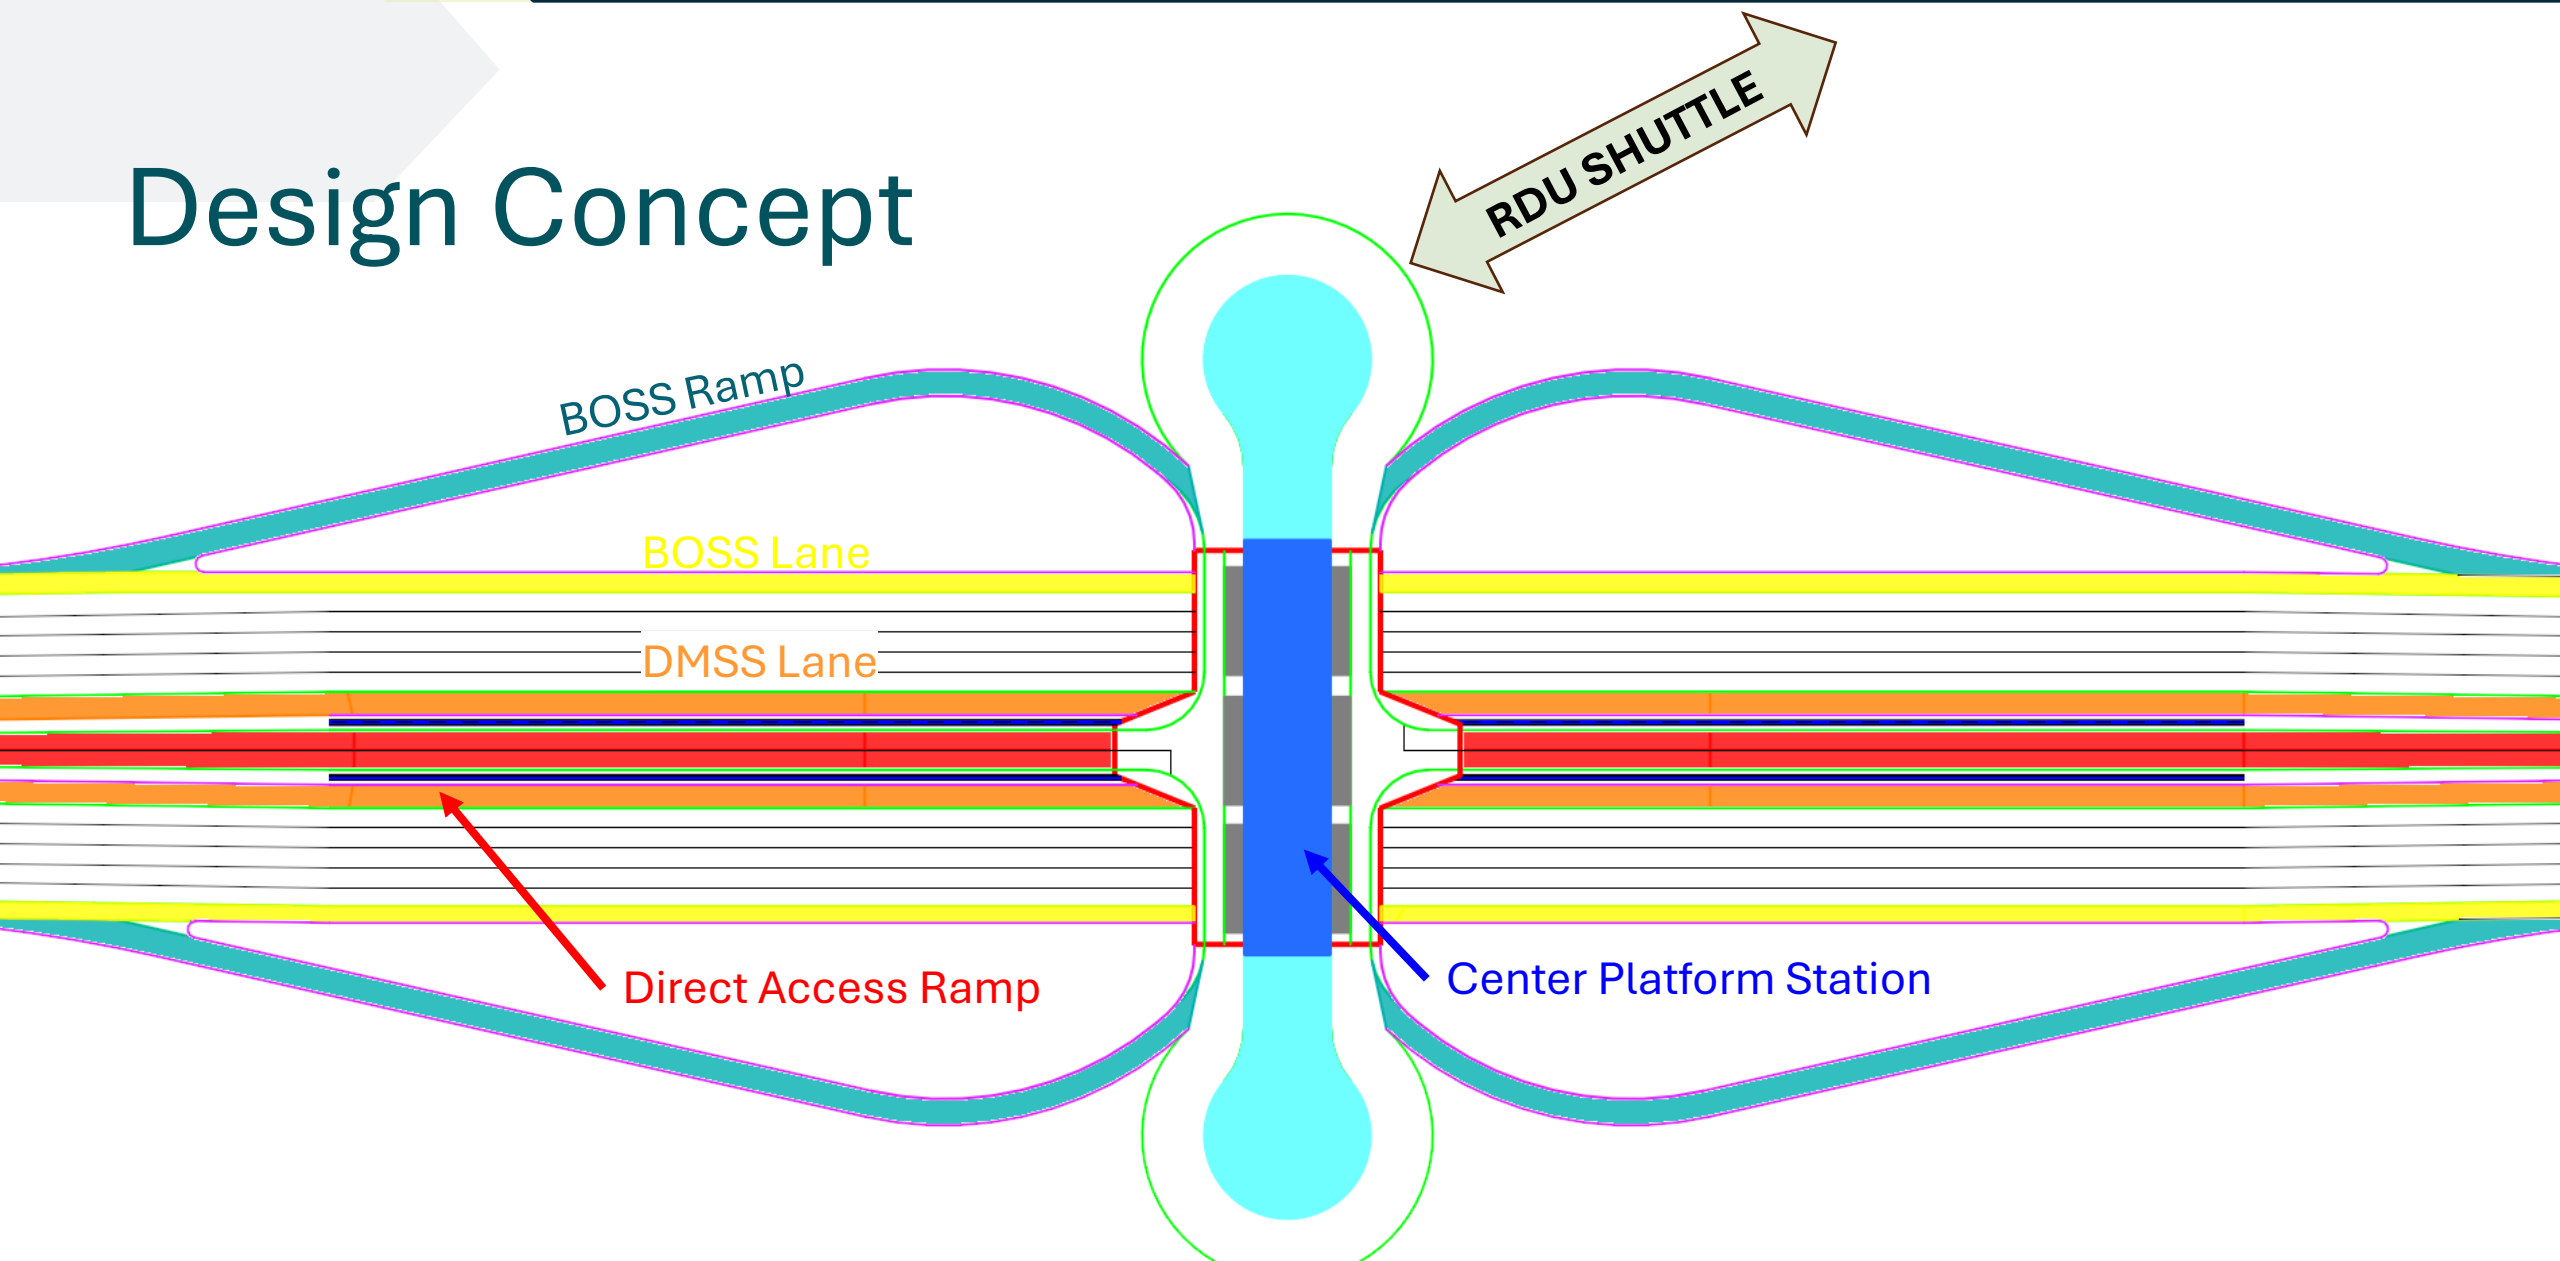 RDU SHUTTLE
Design Concept
BOSS Ramp
BOSS Lane
DMSS Lane
Direct Access Ramp
Center Platform Station